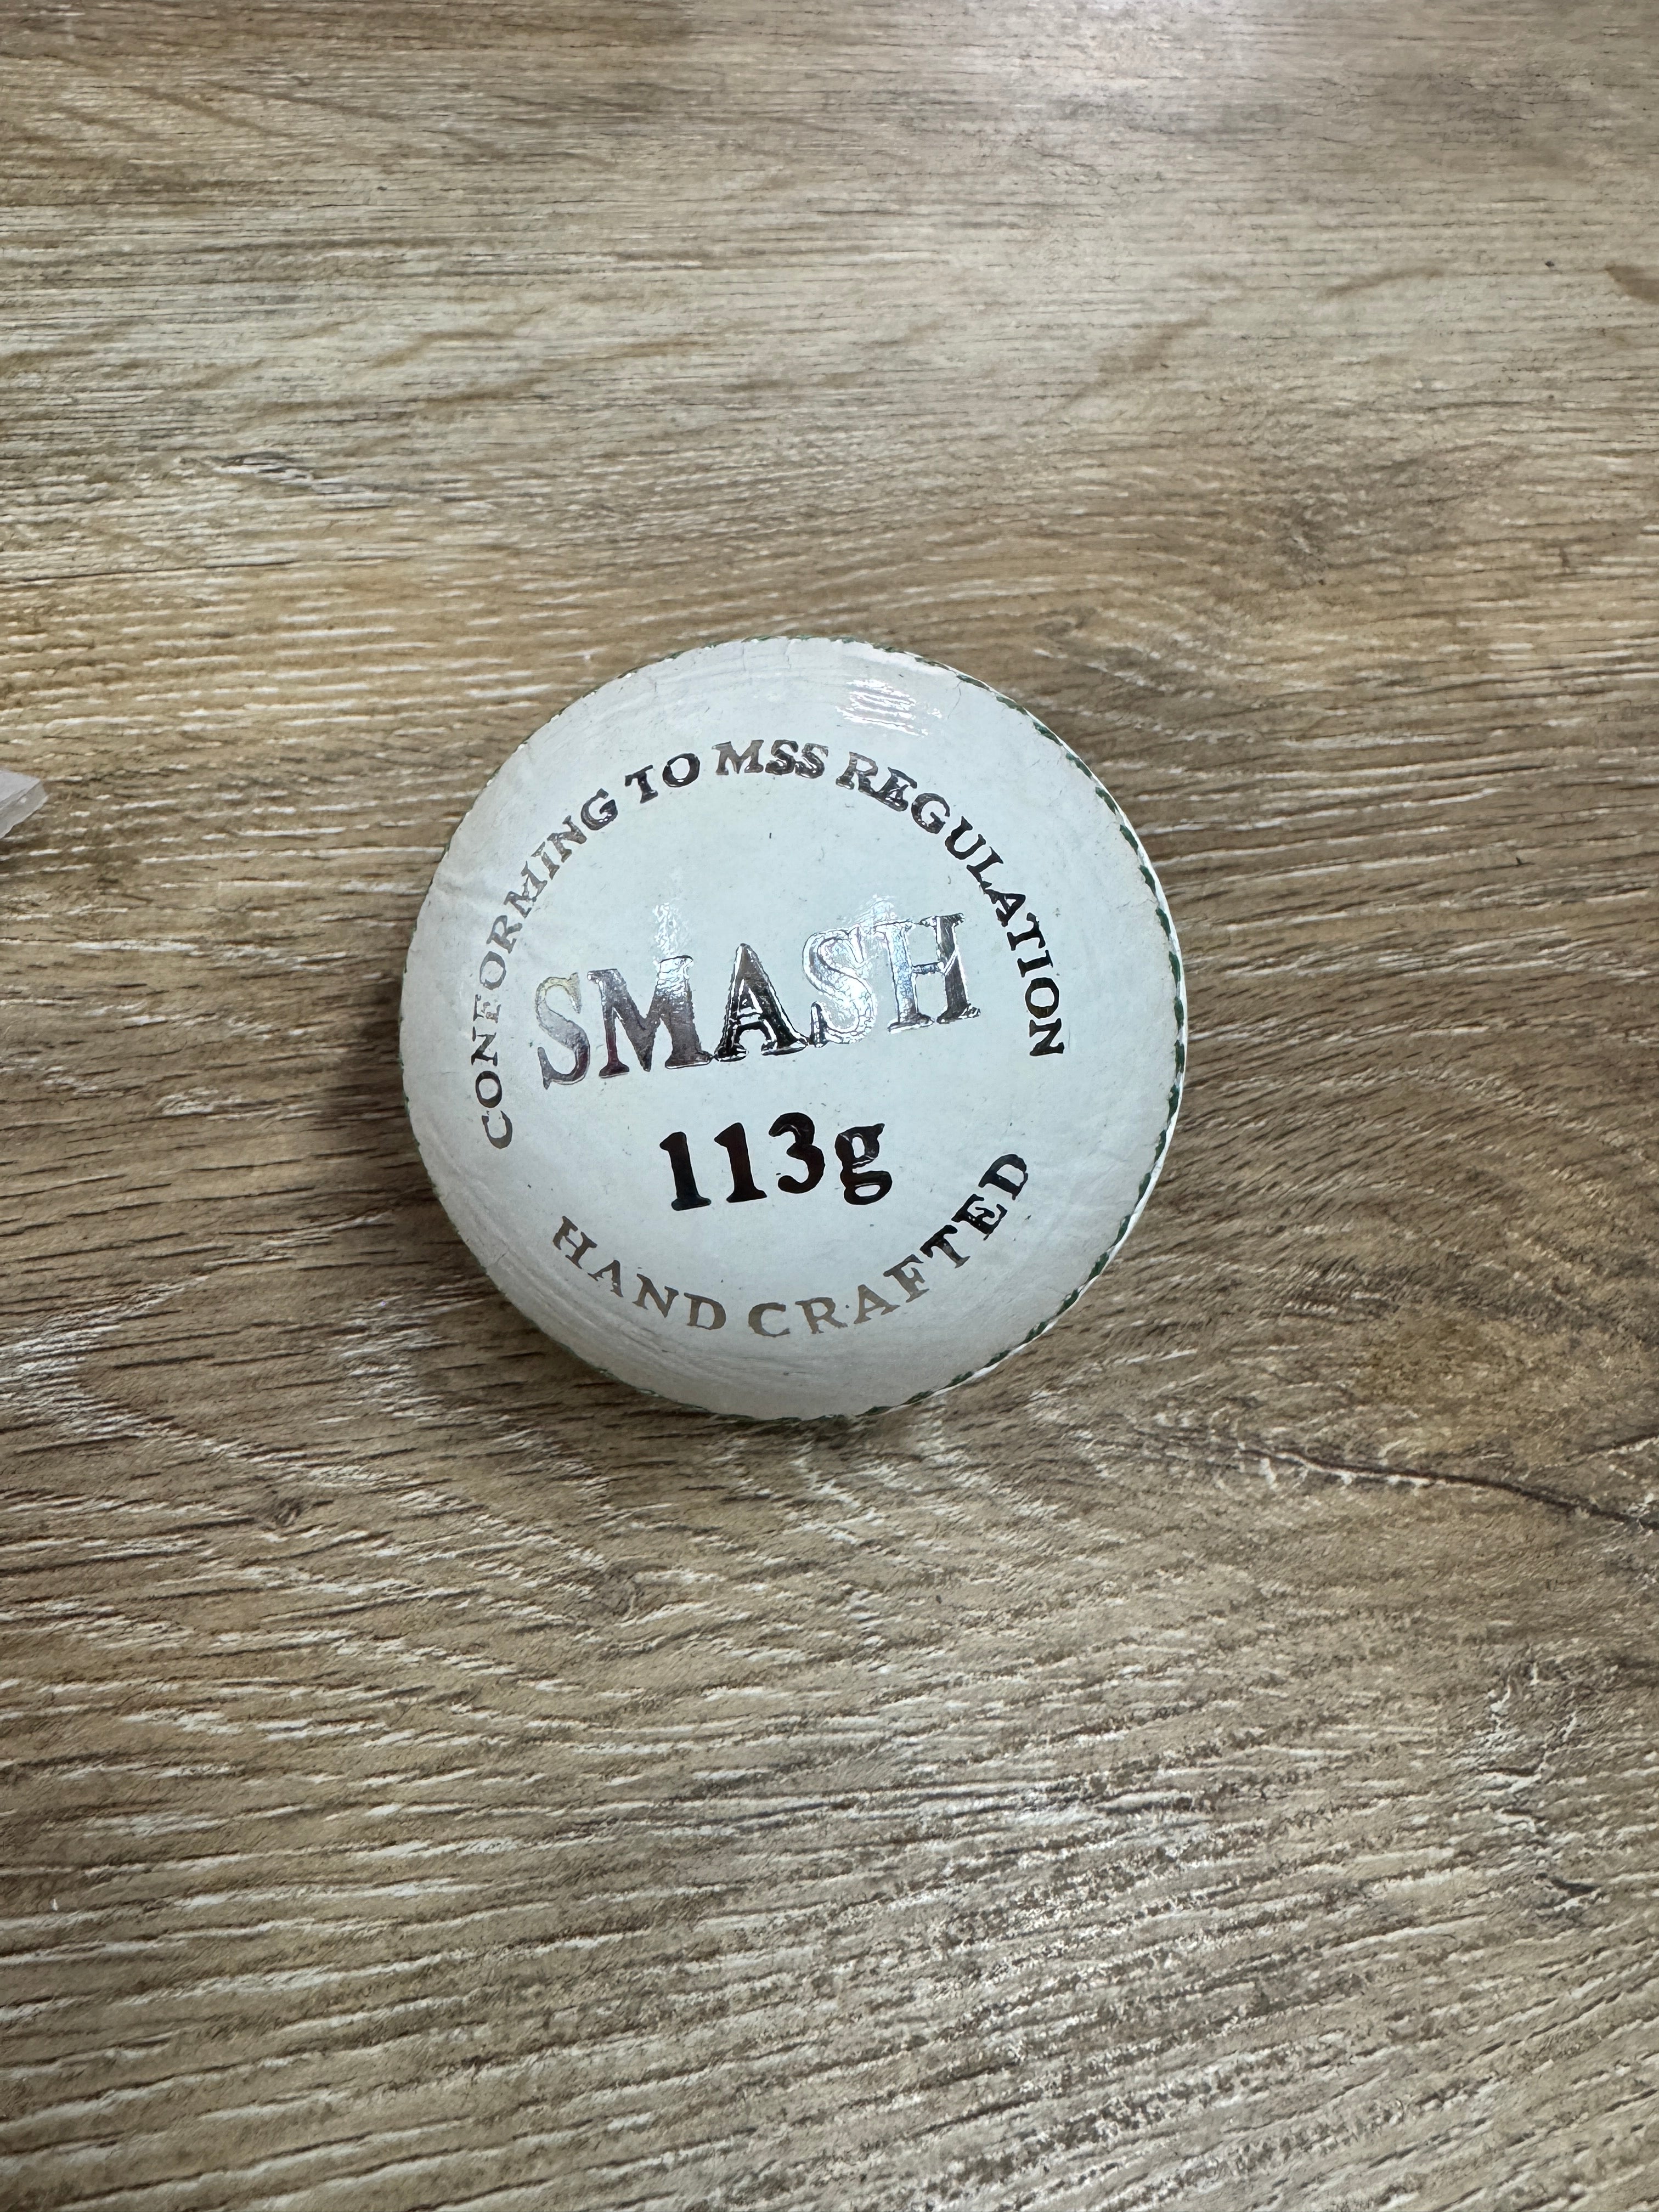 CONFORMING TO MSS REGULATION
SMASH
113g
HAND CRAFTED